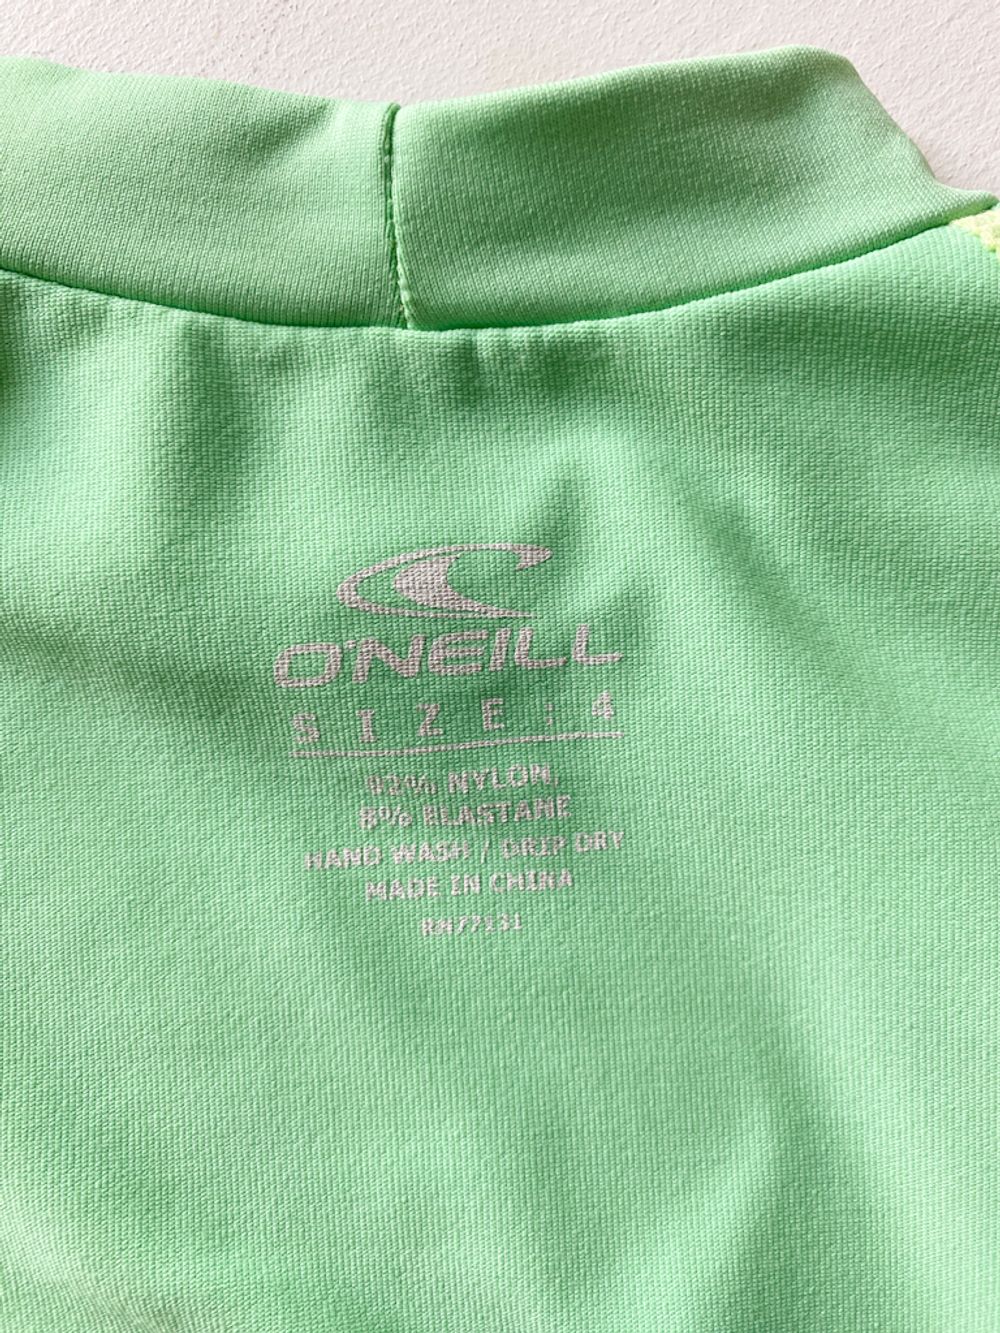 O'NEILL
SIZE: 4
92% NYLON,
8% ELASTANE
HAND WASH / DRIP DRY
MADE IN CHINA
RN77131